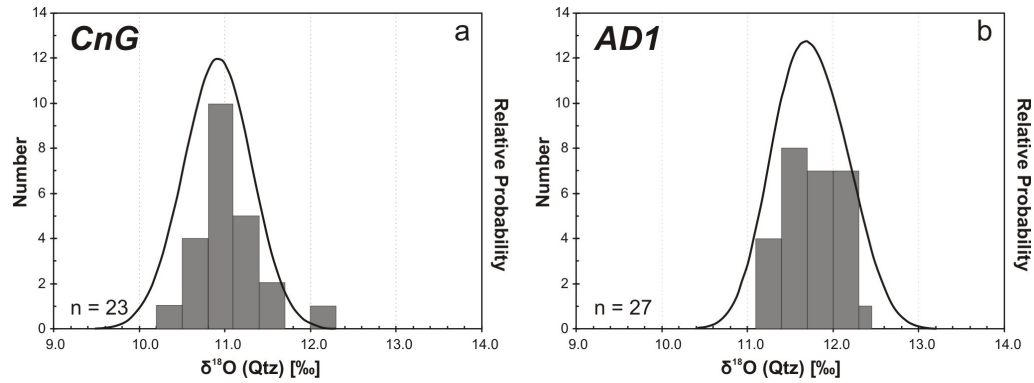 CnG
a
14
12
10
8
6
4
2
0
Number
Relative Probability
n = 23
9.0 10.0 11.0 12.0 13.0 14.0
δ¹⁸O (Qtz) [‰]
AD1
b
14
12
10
8
6
4
2
0
Number
Relative Probability
n = 27
9.0 10.0 11.0 12.0 13.0 14.0
δ¹⁸O (Qtz) [‰]